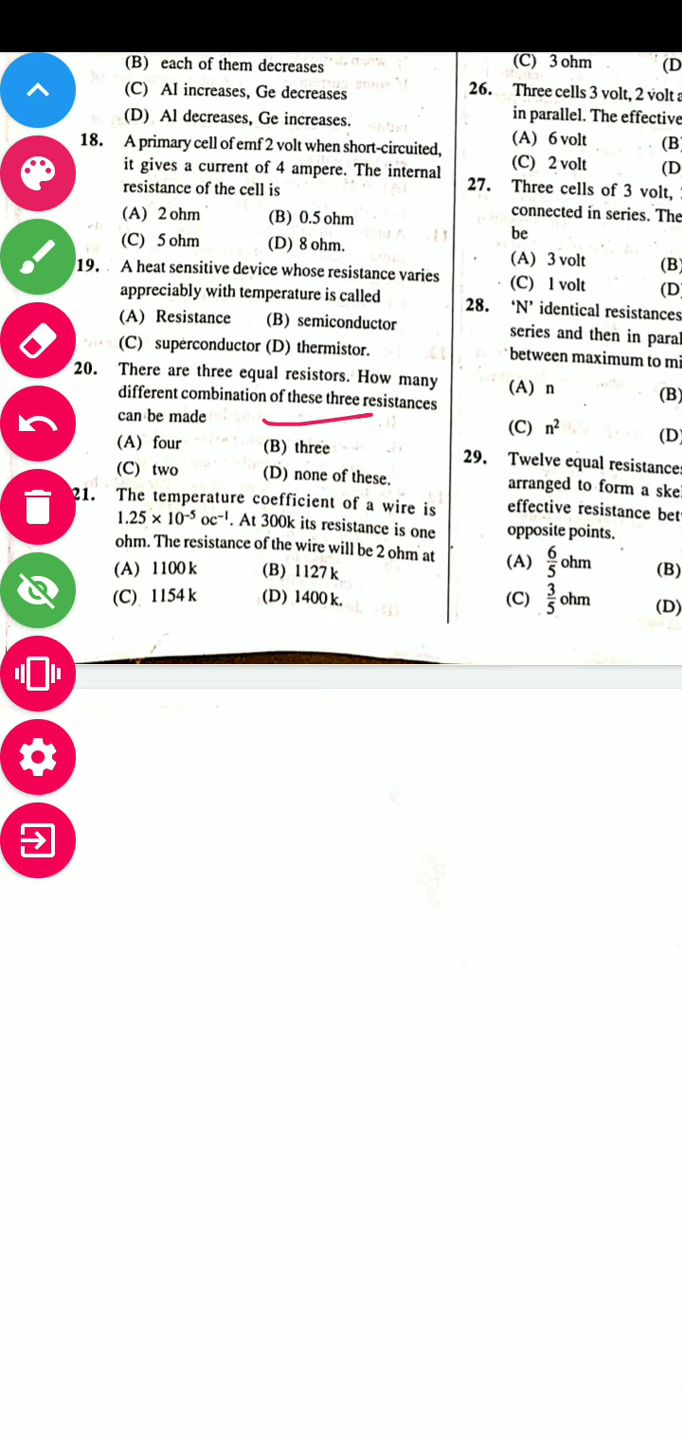 (B) each of them decreases
(C) Al increases, Ge decreases
(D) Al decreases, Ge increases.
18. A primary cell of emf 2 volt when short-circuited,
it gives a current of 4 ampere. The internal
resistance of the cell is
(A) 2 ohm (B) 0.5 ohm
(C) 5 ohm (D) 8 ohm.
19. A heat sensitive device whose resistance varies
appreciably with temperature is called
(A) Resistance (B) semiconductor
(C) superconductor (D) thermistor.
20. There are three equal resistors. How many
different combination of these three resistances
can be made
(A) four (B) three
(C) two (D) none of these.
21. The temperature coefficient of a wire is
1.25 × 10⁻⁵ oc⁻¹. At 300k its resistance is one
ohm. The resistance of the wire will be 2 ohm at
(A) 1100 k (B) 1127 k
(C) 1154 k (D) 1400 k.
(C) 3 ohm (D
26. Three cells 3 volt, 2 volt
in parallel. The effective
(A) 6 volt (B
(C) 2 volt (D
27. Three cells of 3 volt,
connected in series. The
be
(A) 3 volt (B)
(C) 1 volt (D
28. ‘N’ identical resistances
series and then in
between maximum to
(A) n (B)
(C) n² (D)
29. Twelve equal resistance
arranged to form a
effective resistance
opposite points.
(A) 6/5 ohm (B)
(C) 3/5 ohm (D)